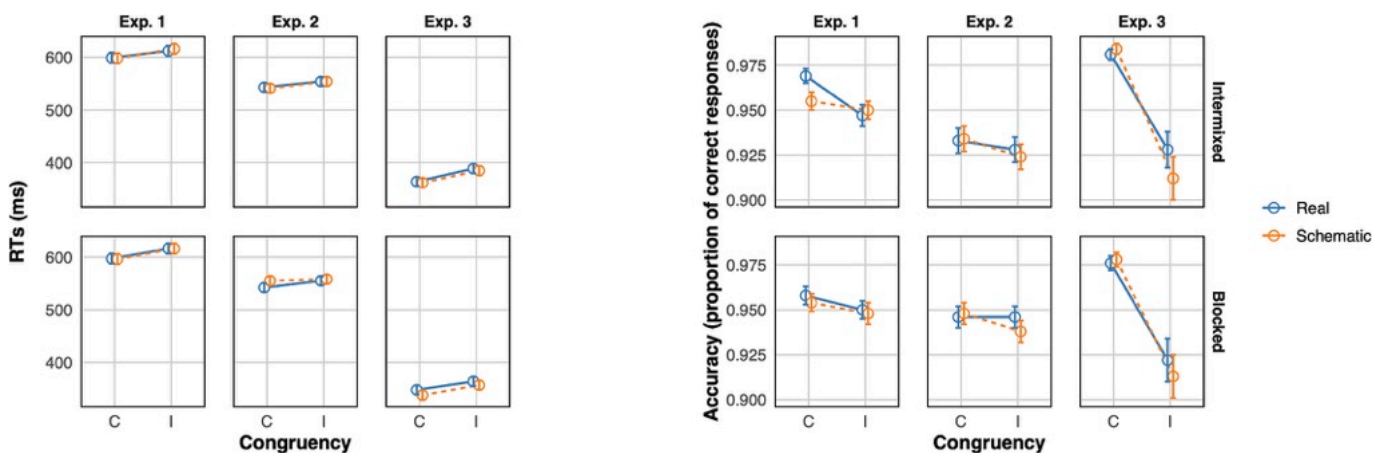 Exp. 1 Exp. 2 Exp. 3
600
500
400
600
500
400
C I C I C I
RTs (ms)
Congruency
Exp. 1 Exp. 2 Exp. 3
0.975
0.950
0.925
0.900
0.975
0.950
0.925
0.900
C I C I C I
Accuracy (proportion of correct responses)
Congruency
Intermixed
Blocked
Real
Schematic